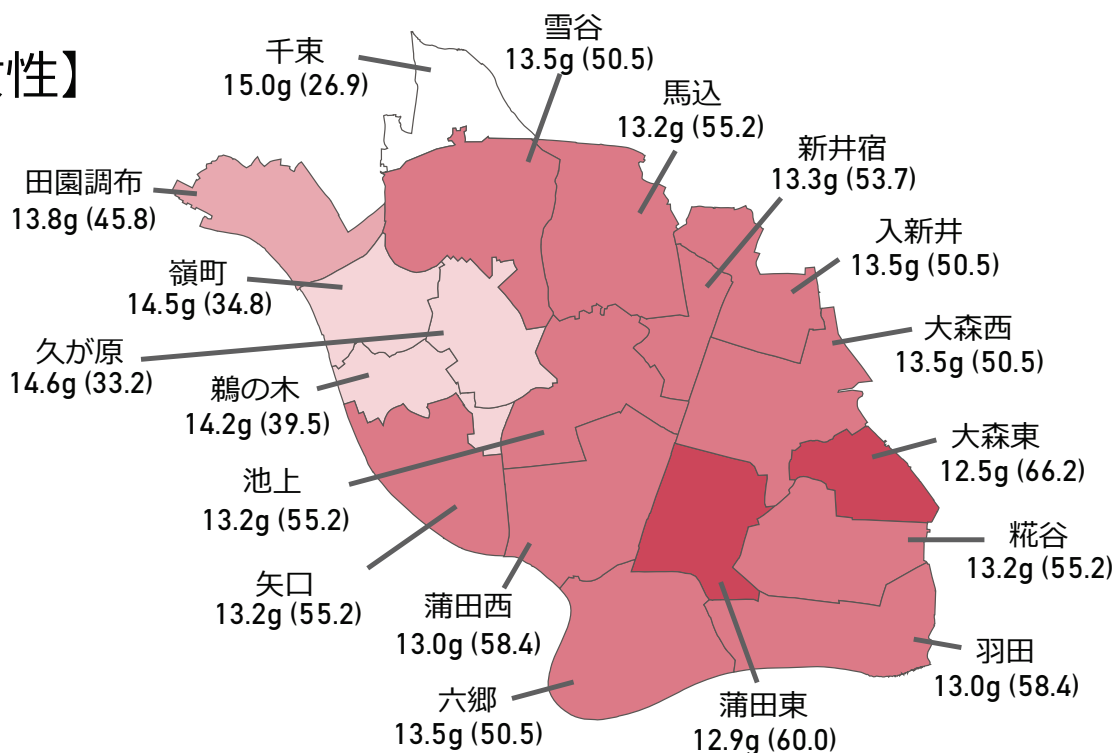 性】
千束
15.0g (26.9)
雪谷
13.5g (50.5)
馬込
13.2g (55.2)
新井宿
13.3g (53.7)
田園調布
13.8g (45.8)
入新井
13.5g (50.5)
嶺町
14.5g (34.8)
大森西
13.5g (50.5)
久が原
14.6g (33.2)
鵜の木
14.2g (39.5)
大森東
12.5g (66.2)
池上
13.2g (55.2)
糀谷
13.2g (55.2)
矢口
13.2g (55.2)
蒲田西
13.0g (58.4)
羽田
13.0g (58.4)
六郷
13.5g (50.5)
蒲田東
12.9g (60.0)